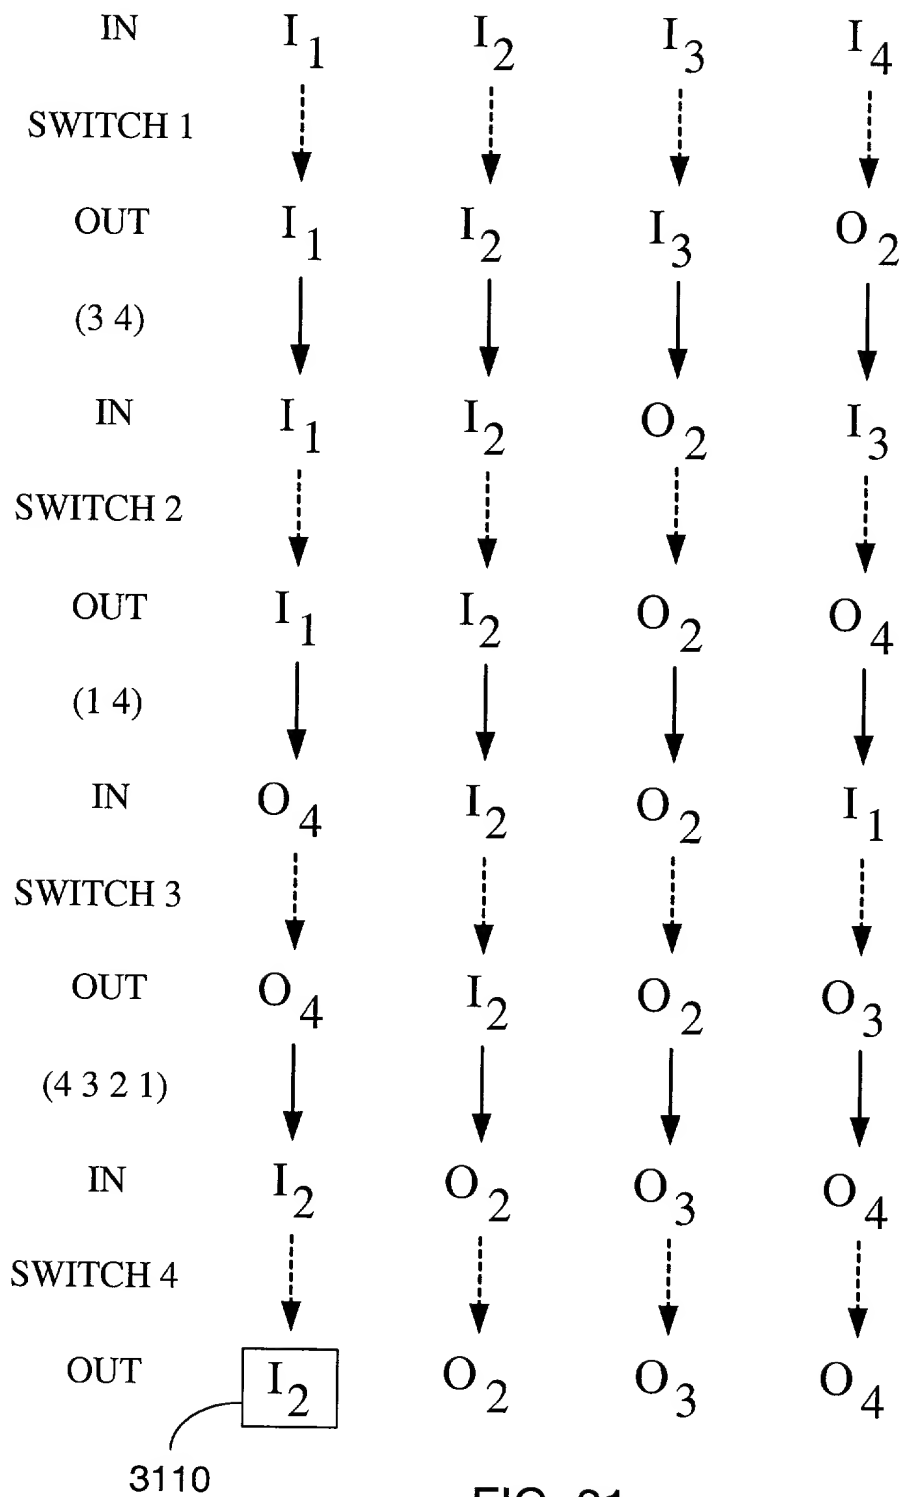 IN I1 I2 I3 I4
SWITCH 1
OUT I1 I2 I3 O2
(3 4)
IN I1 I2 O2 I3
SWITCH 2
OUT I1 I2 O2 O4
(1 4)
IN O4 I2 O2 I1
SWITCH 3
OUT O4 I2 O2 O3
(4 3 2 1)
IN I2 O2 O3 O4
SWITCH 4
OUT I2 O2 O3 O4
3110